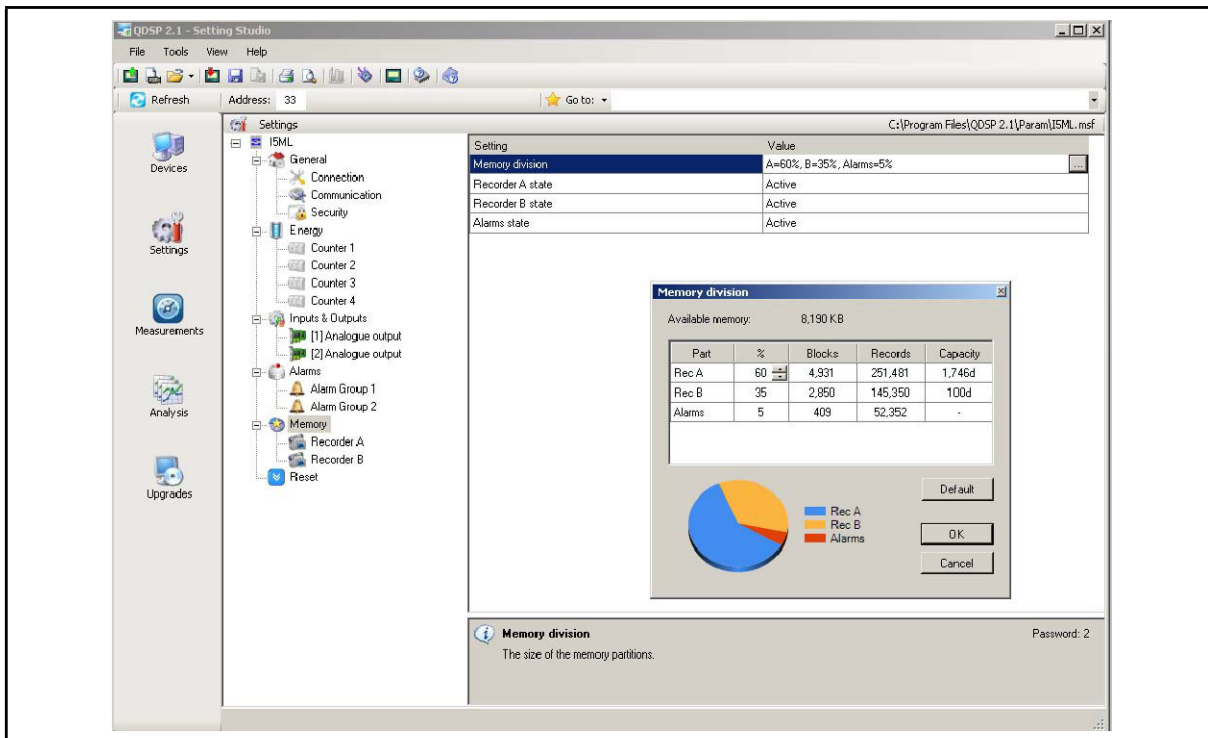 QDSP 2.1 - Setting Studio
File Tools View Help
Refresh Address: 33 Go to:
Settings C:\Program Files\QDSP 2.1\Param\I5ML.msf
Devices
Settings
Measurements
Analysis
Upgrades
I5ML
General
Connection
Communication
Security
Energy
Counter 1
Counter 2
Counter 3
Counter 4
Inputs & Outputs
[1] Analogue output
[2] Analogue output
Alarms
Alarm Group 1
Alarm Group 2
Memory
Recorder A
Recorder B
Reset
Setting Value
Memory division A=60%, B=35%, Alarms=5% ...
Recorder A state Active
Recorder B state Active
Alarms state Active
Memory division
Available memory: 8,190 KB
Part % Blocks Records Capacity
Rec A 60 4,931 251,481 1,746d
Rec B 35 2,850 145,350 100d
Alarms 5 409 52,352 -
Rec A
Rec B
Alarms
Default
OK
Cancel
Memory division Password: 2
The size of the memory partitions.